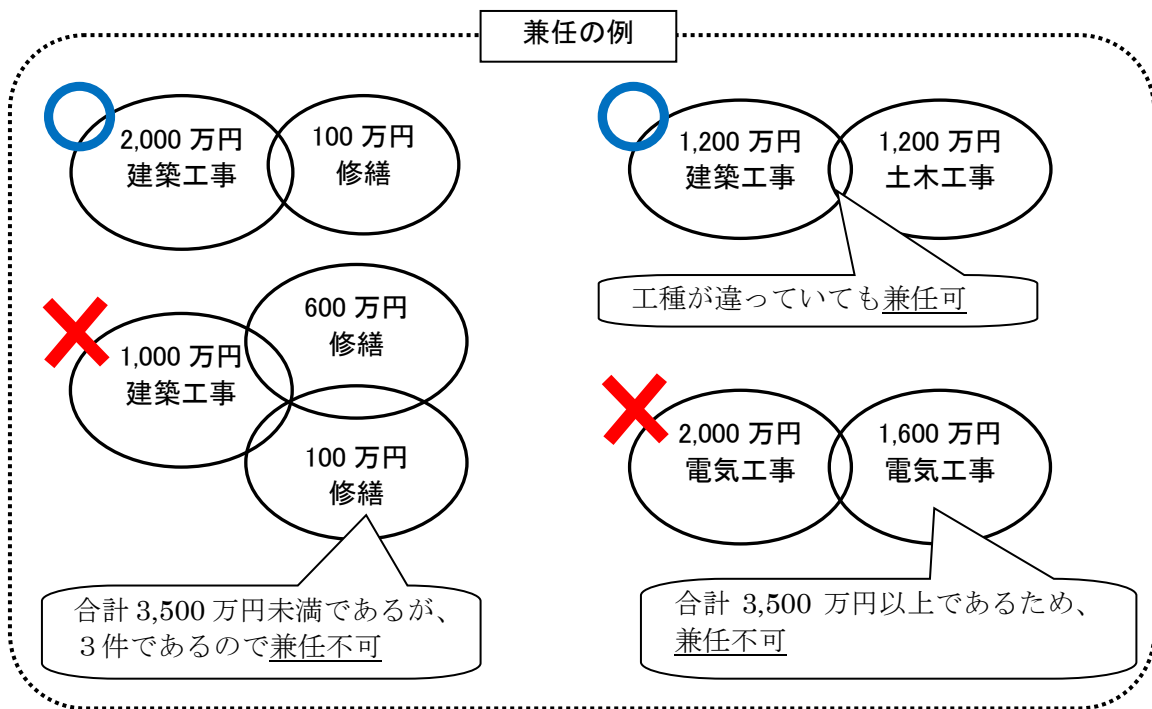 兼任の例
2,000 万円
建築工事
100 万円
修繕
1,200 万円
建築工事
1,200 万円
土木工事
工種が違っていても兼任可
1,000 万円
建築工事
600 万円
修繕
100 万円
修繕
合計 3,500 万円未満であるが、
３件であるので兼任不可
2,000 万円
電気工事
1,600 万円
電気工事
合計 3,500 万円以上であるため、
兼任不可